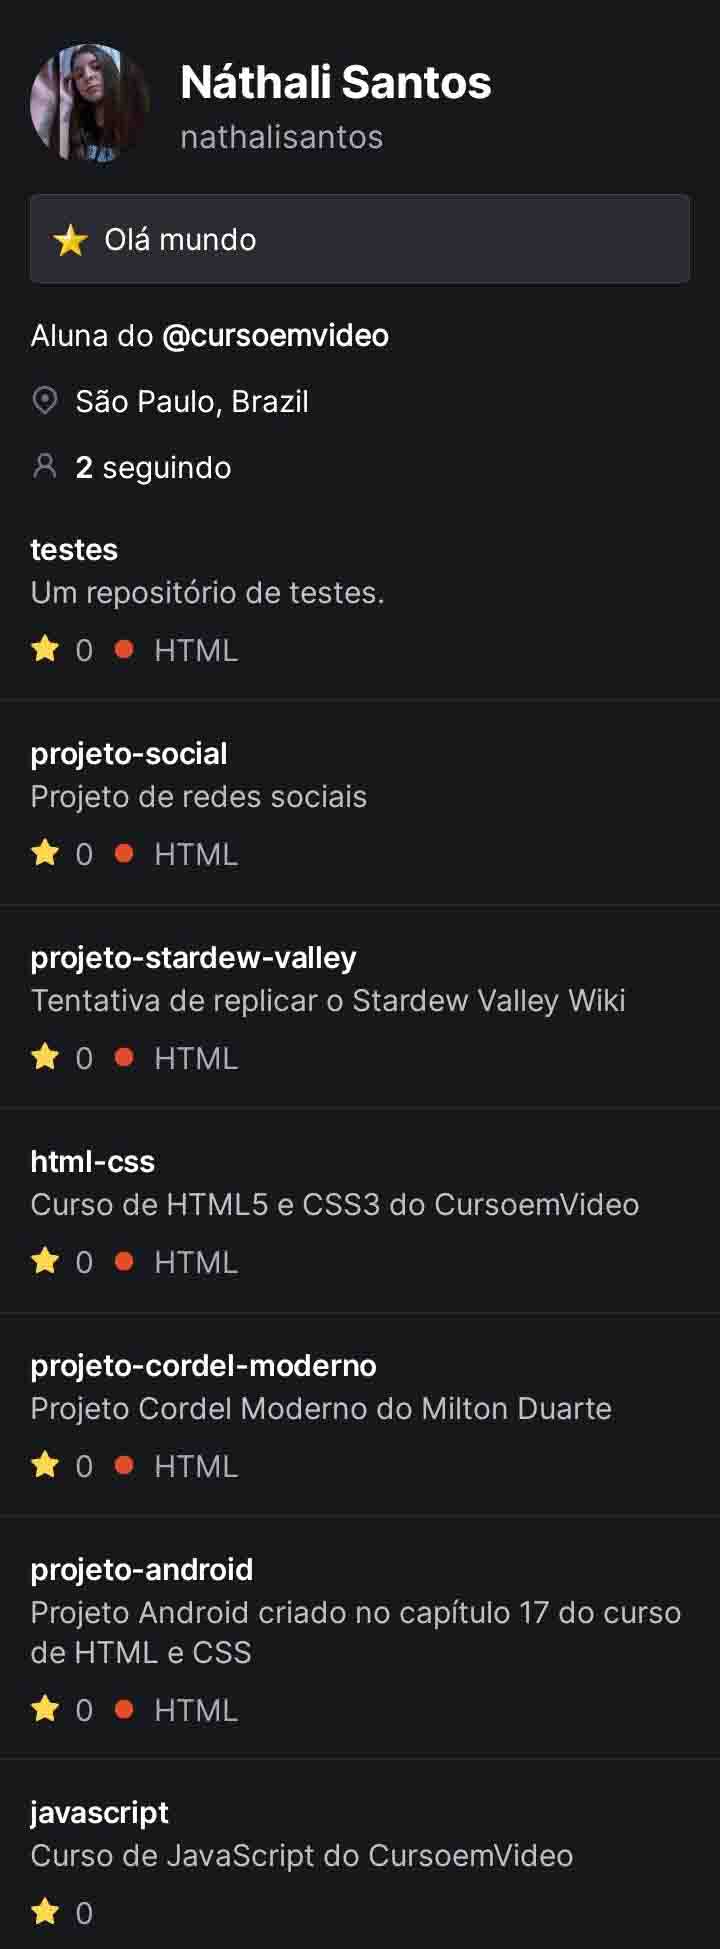 Náthali Santos
nathalisantos
Olá mundo
Aluna do @cursoemvideo
São Paulo, Brazil
2 seguindo
testes
Um repositório de testes.
0 HTML
projeto-social
Projeto de redes sociais
0 HTML
projeto-stardew-valley
Tentativa de replicar o Stardew Valley Wiki
0 HTML
html-css
Curso de HTML5 e CSS3 do CursoemVideo
0 HTML
projeto-cordel-moderno
Projeto Cordel Moderno do Milton Duarte
0 HTML
projeto-android
Projeto Android criado no capítulo 17 do curso
de HTML e CSS
0 HTML
javascript
Curso de JavaScript do CursoemVideo
0